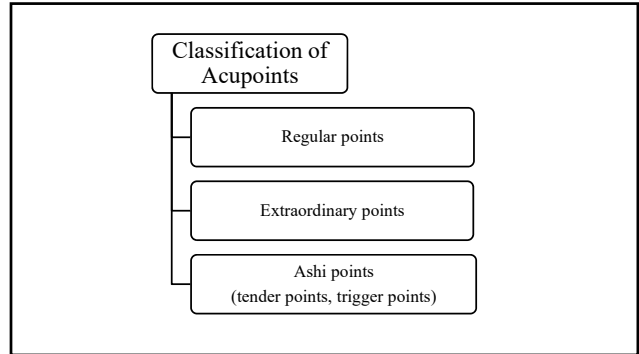 Classification of
Acupoints
Regular points
Extraordinary points
Ashi points
(tender points, trigger points)